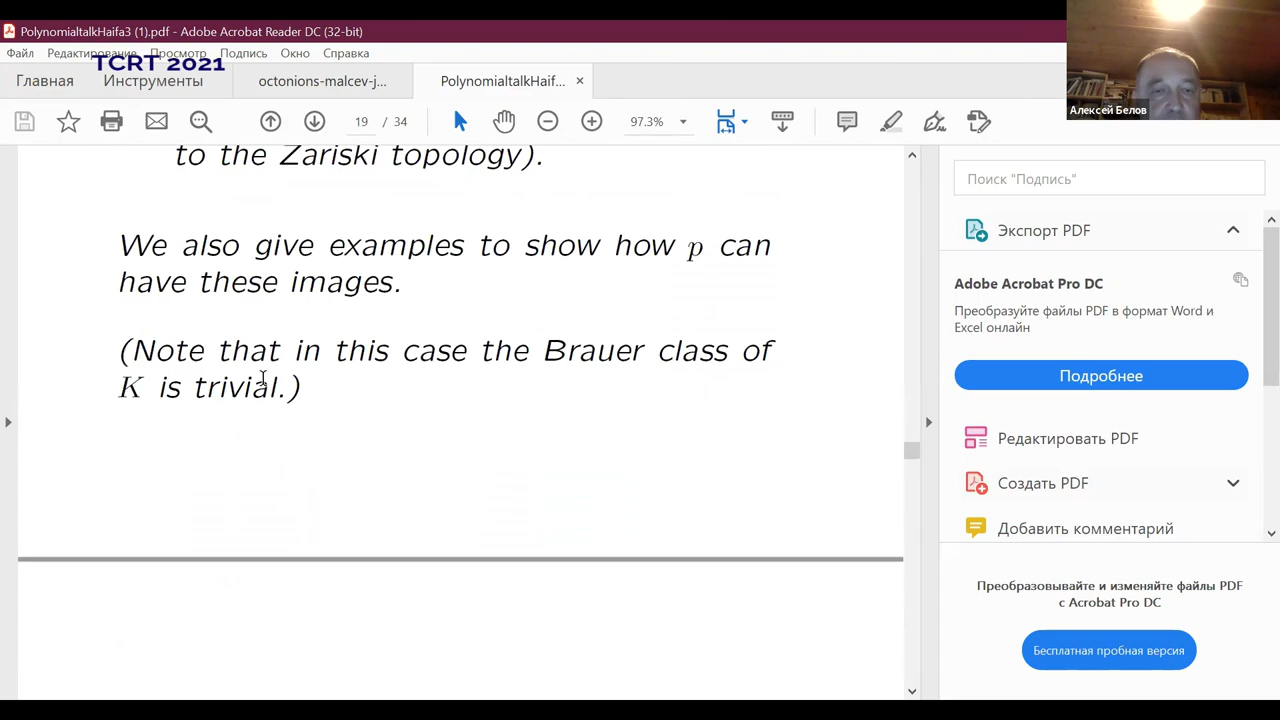 PolynomialtalkHaifa3 (1).pdf - Adobe Acrobat Reader DC (32-bit)
Файл Редактирование Просмотр Подпись Окно Справка
TCRT 2021
Главная Инструменты octonions-malcev-j... PolynomialtalkHaif... ×
19 / 34 97.3%
Алексей Белов
to the Zariski topology).
We also give examples to show how p can
have these images.
(Note that in this case the Brauer class of
K is trivial.)
Поиск "Подпись"
Экспорт PDF
Adobe Acrobat Pro DC
Преобразуйте файлы PDF в формат Word и
Excel онлайн
Подробнее
Редактировать PDF
Создать PDF
Добавить комментарий
Преобразовывайте и изменяйте файлы PDF
с Acrobat Pro DC
Бесплатная пробная версия